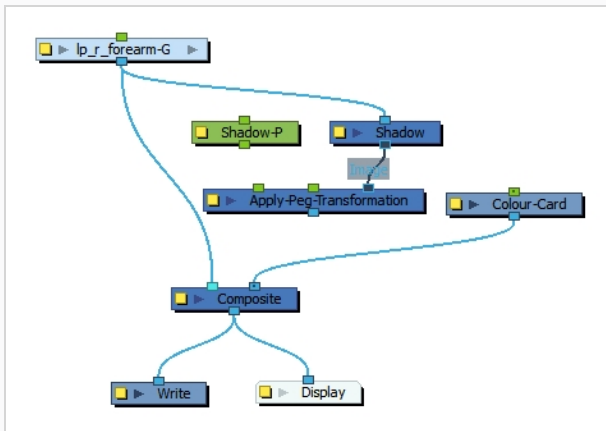 lp_r_forearm-G
Shadow-P
Shadow
Image
Apply-Peg-Transformation
Colour-Card
Composite
Write
Display